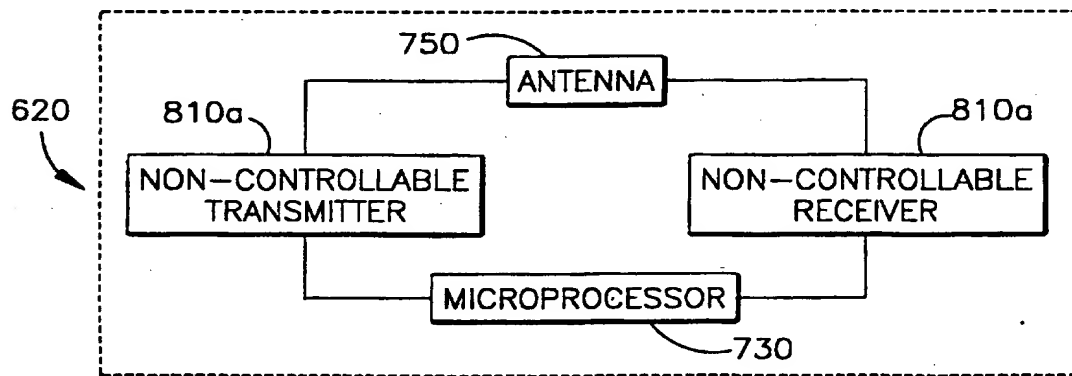 750
ANTENNA
620
810a
810a
NON-CONTROLLABLE
TRANSMITTER
NON-CONTROLLABLE
RECEIVER
MICROPROCESSOR
730